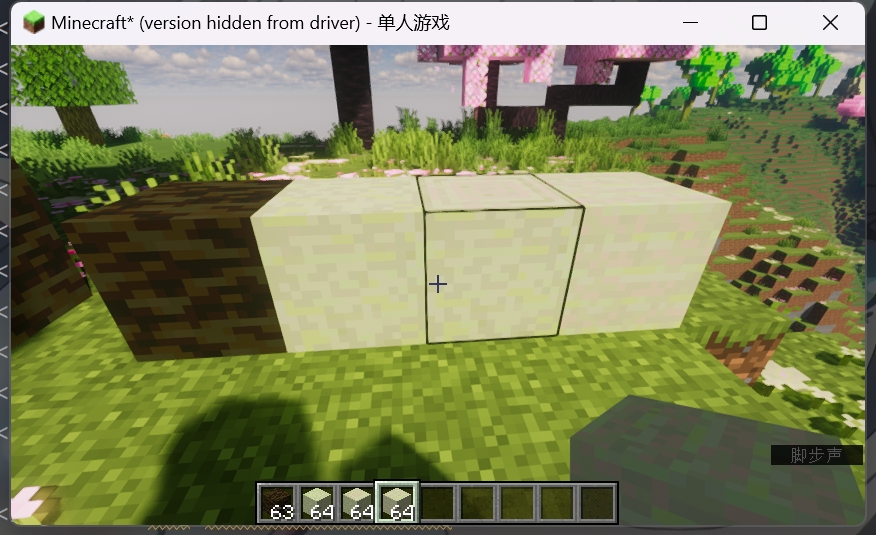 Minecraft* (version hidden from driver) - 单人游戏
脚步声
63 64 64 64